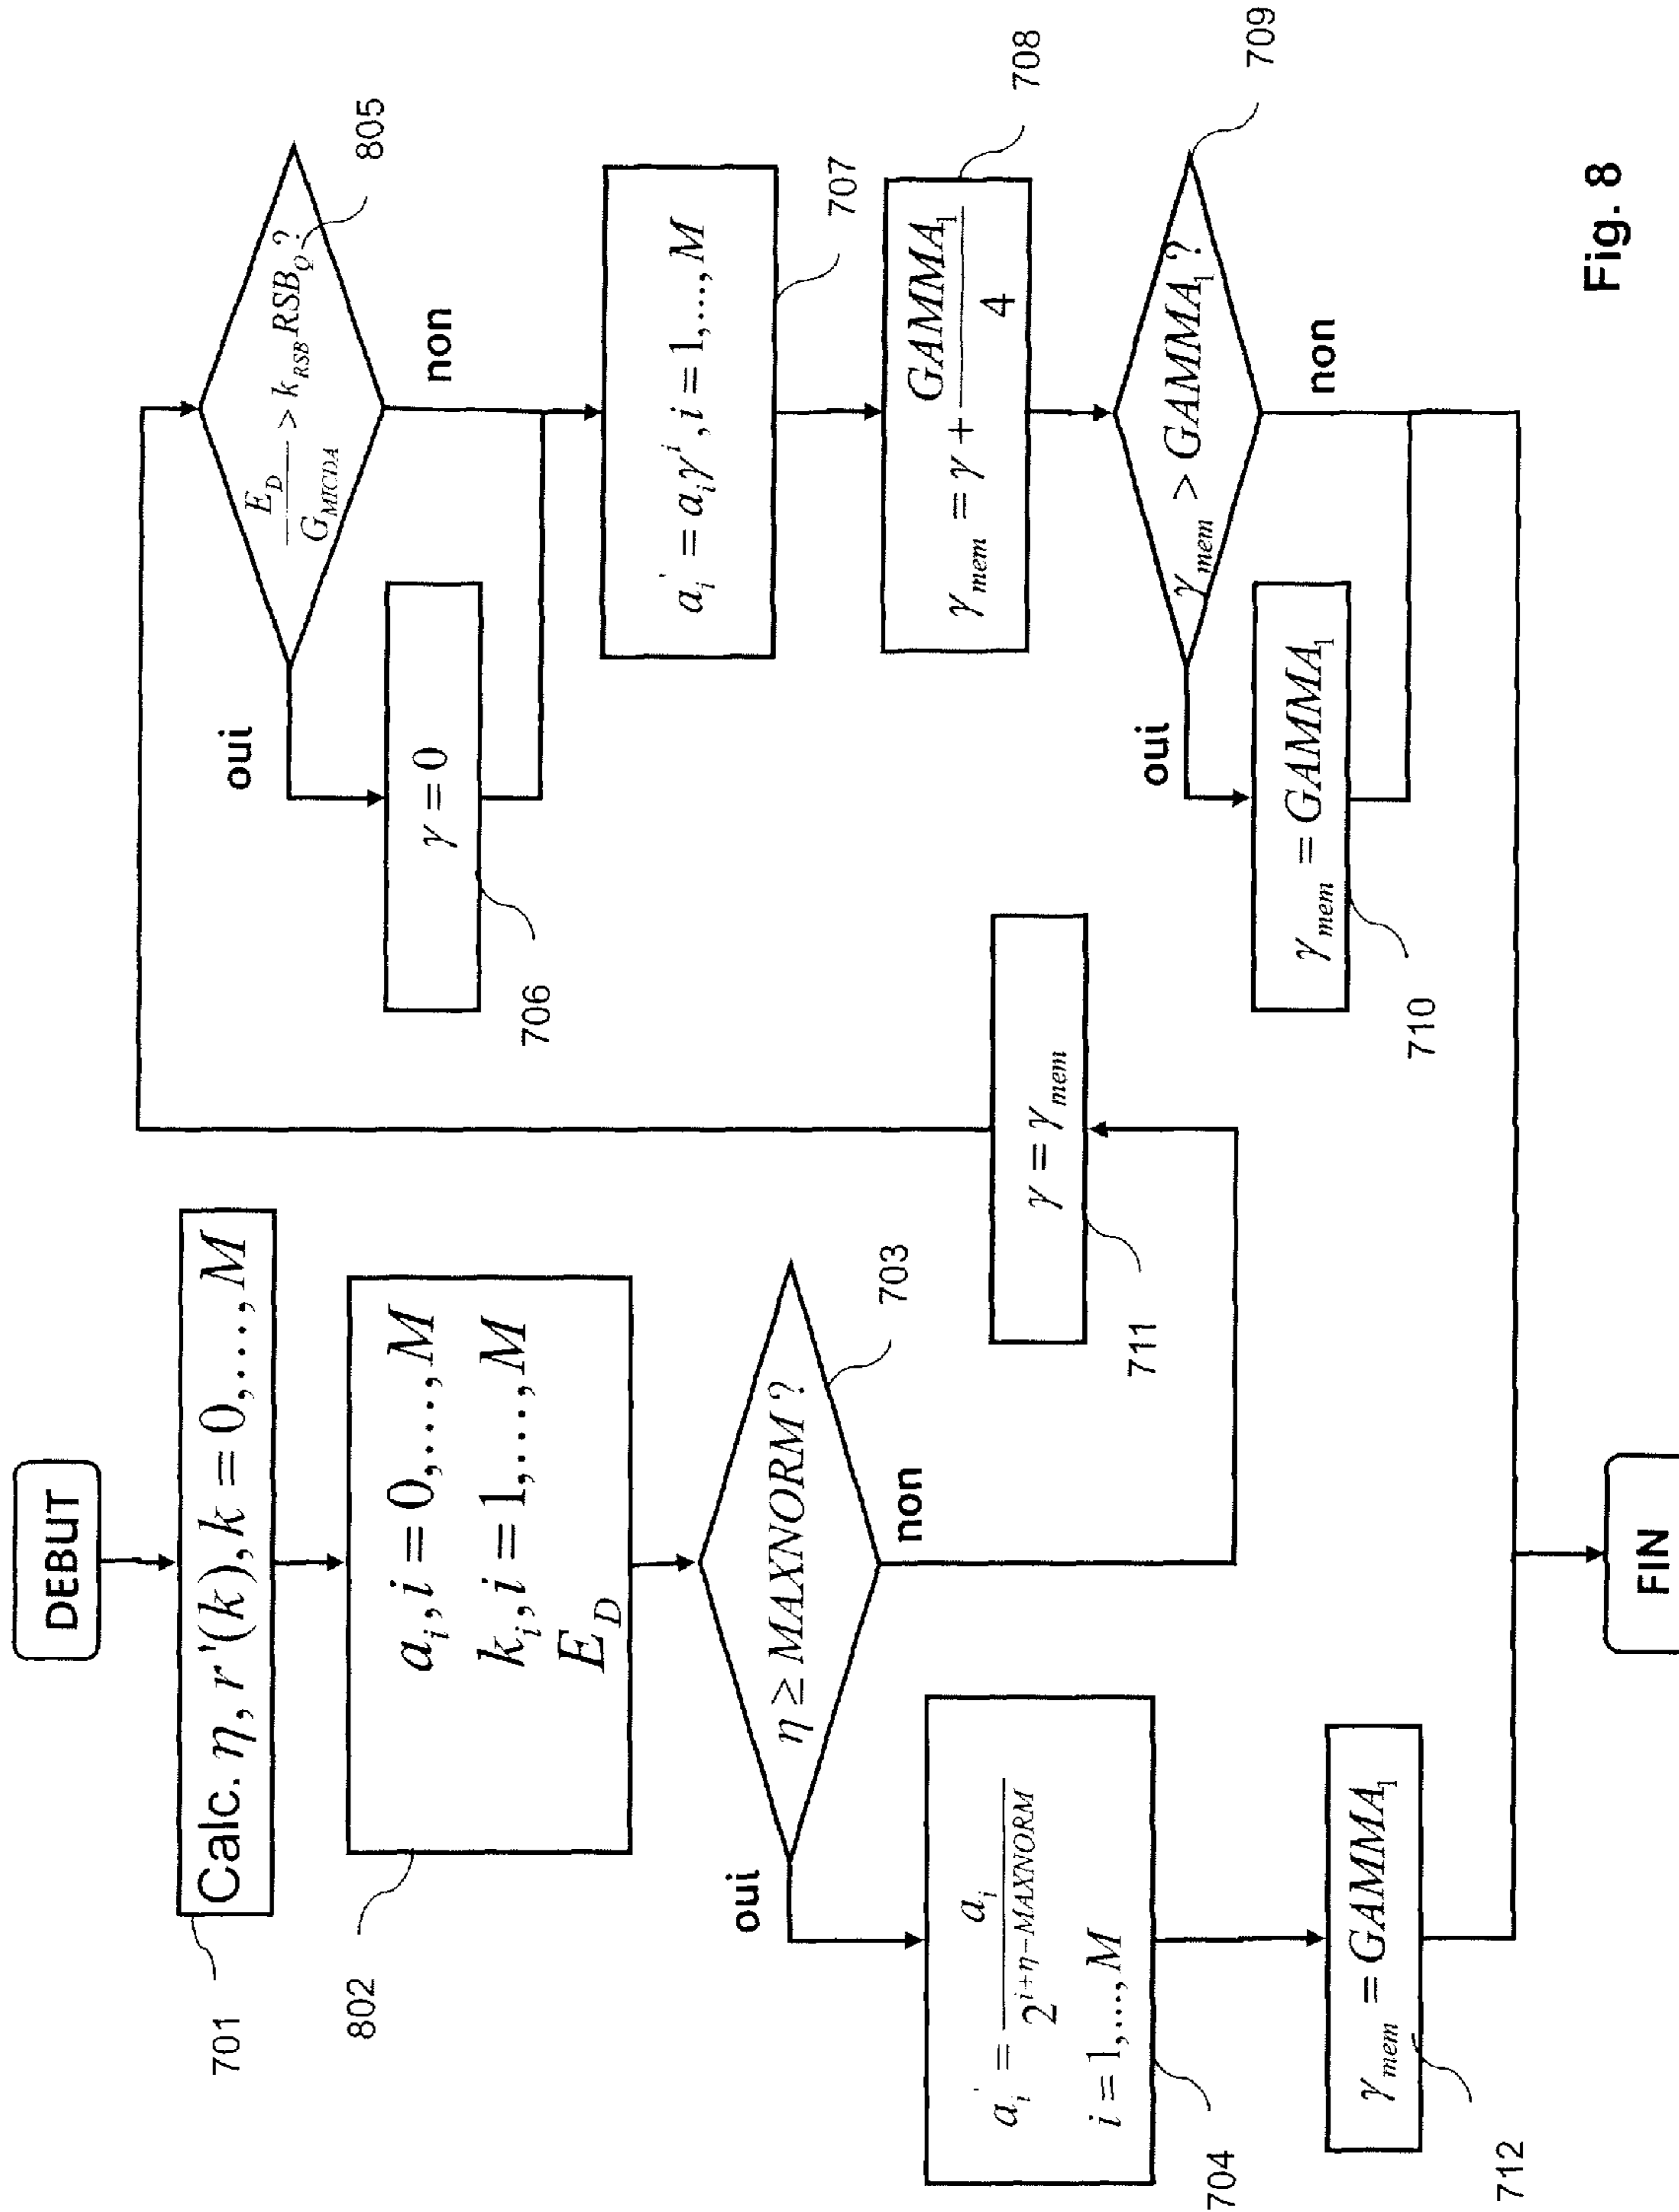 DEBUT
701
Calc. η, r'(k), k = 0,..., M
802
a_i, i = 0,..., M
k_i, i = 1,..., M
E_D
703
η ≥ MAXNORM ?
oui
non
704
a_i' = a_i / 2^{i+η−MAXNORM}
i = 1,..., M
712
γ_mem = GAMMA_1
711
γ = γ_mem
805
E_D / G_MICDA > k_RSB RSB_Q ?
oui
non
706
γ = 0
707
a_i' = a_i γ^i, i = 1,..., M
708
γ_mem = γ + GAMMA_1 / 4
709
γ_mem > GAMMA_1 ?
oui
non
710
γ_mem = GAMMA_1
FIN
Fig. 8